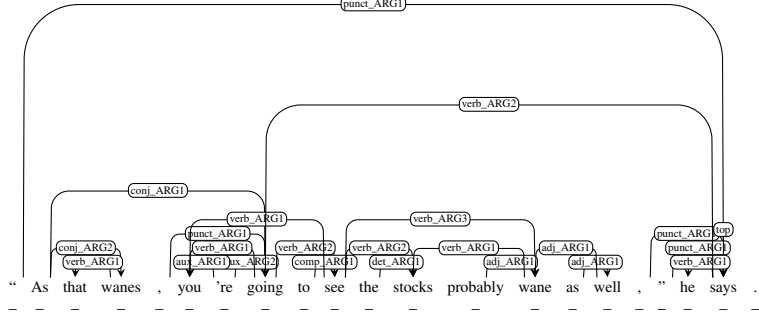 punct_ARG1
verb_ARG2
conj_ARG1
verb_ARG1 verb_ARG3
punct_ARG1 punct_ARG1 top
conj_ARG2 verb_ARG1 verb_ARG2 verb_ARG2 verb_ARG1 adj_ARG1 punct_ARG1
verb_ARG1 aux_ARG1 aux_ARG2 comp_ARG1 det_ARG1 adj_ARG1 adj_ARG1 verb_ARG1
“ As that wanes , you 're going to see the stocks probably wane as well , ” he says .
_ _ _ _ _ _ _ _ _ _ _ _ _ _ _ _ _ _ _ _ _